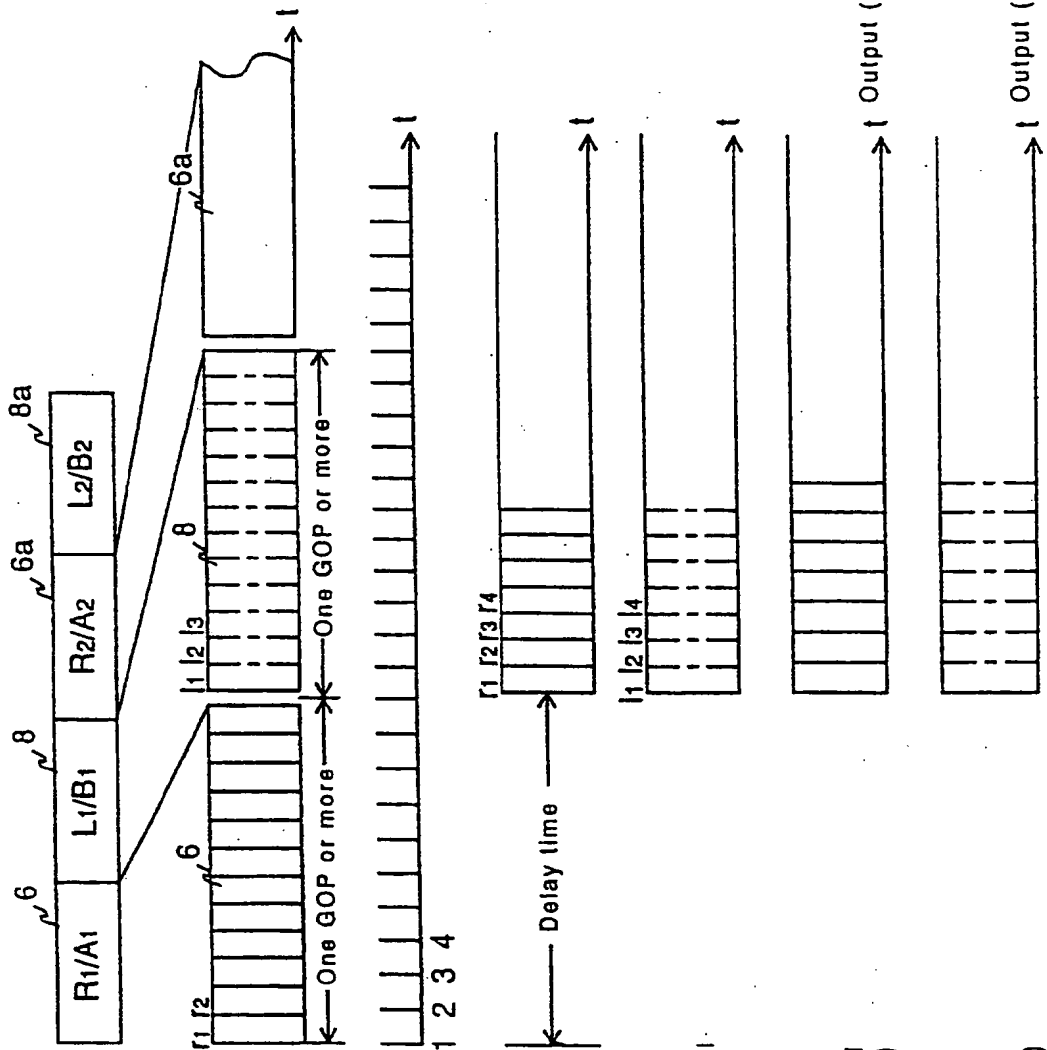 6 8 6a 8a
R1/A1 L1/B1 R2/A2 L2/B2
r1 r2 6 l1 l2 l3 8 6a t
One GOP or more One GOP or more
t
1 2 3 4
Delay time
r1 r2 r3 r4
t
l1 l2 l3 l4
t
t Output (
t Output (